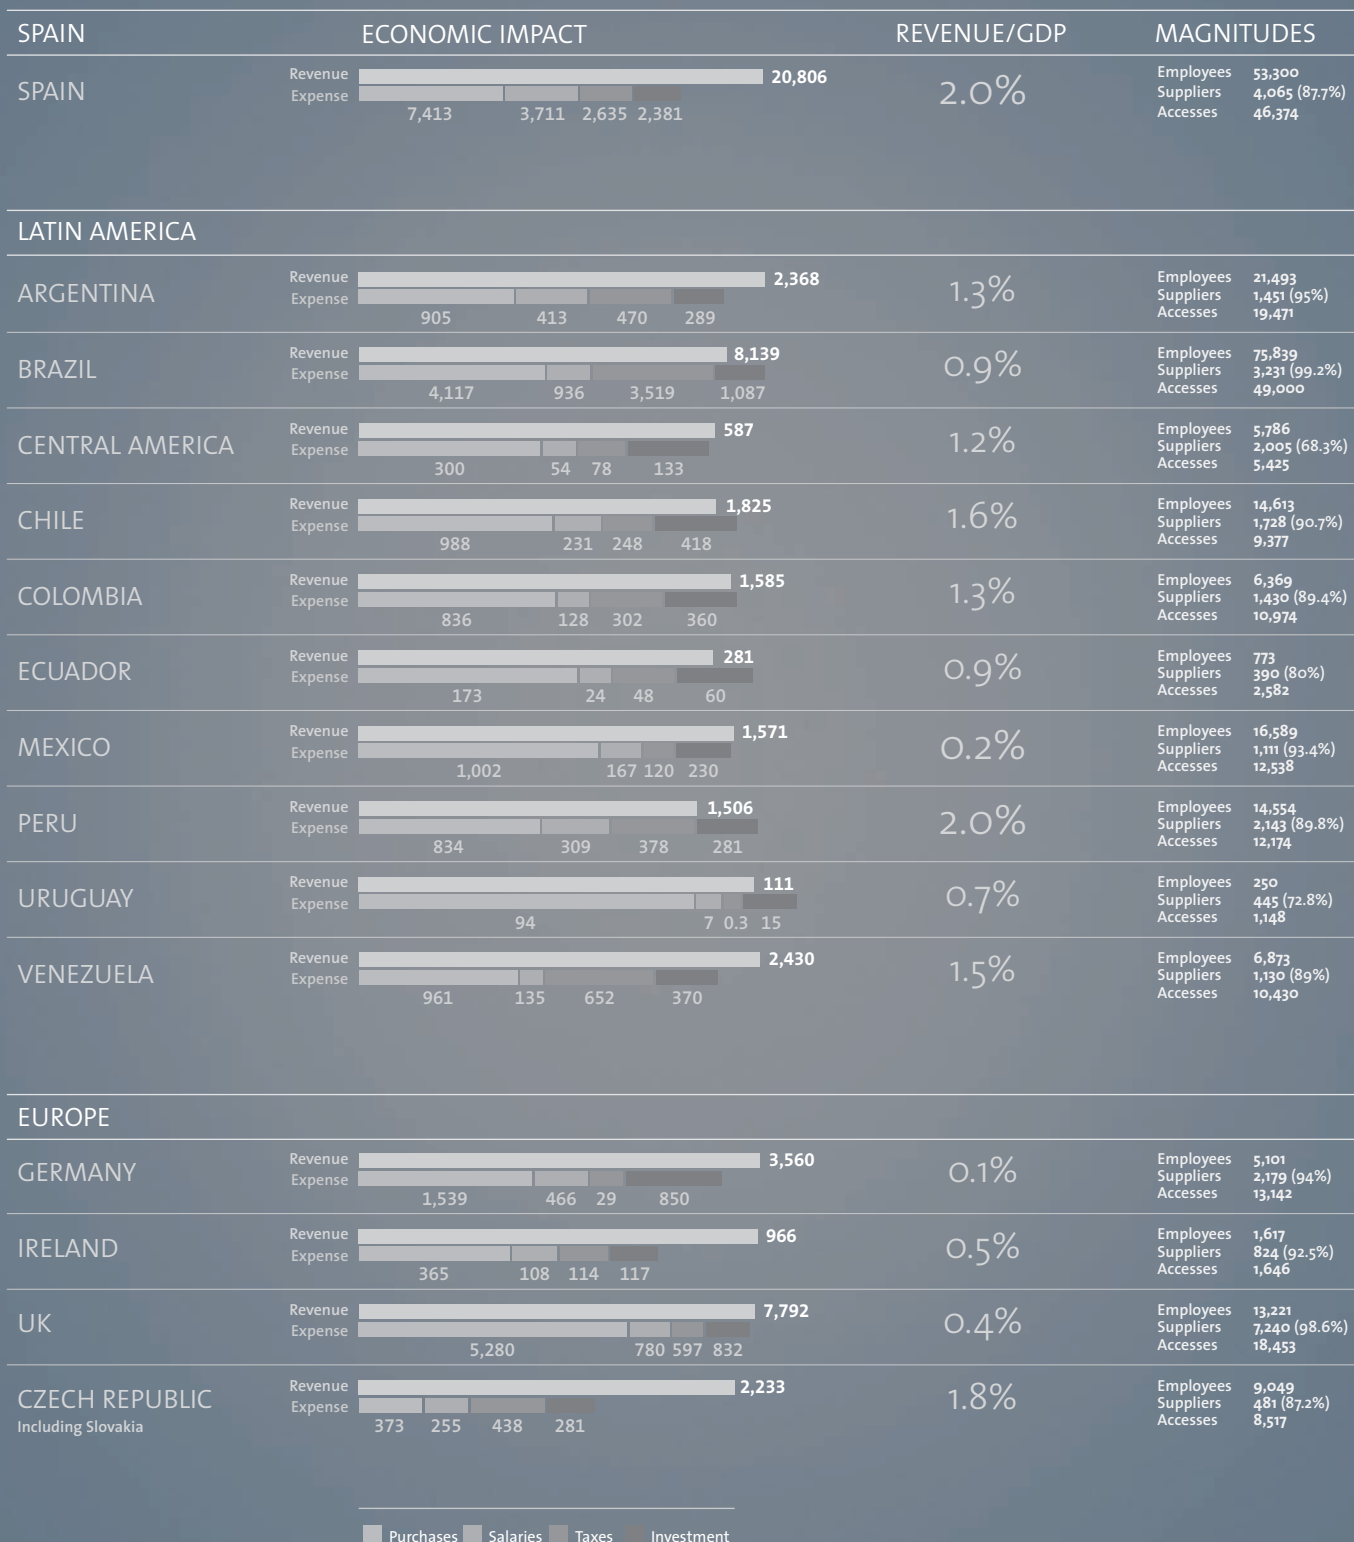 SPAIN ECONOMIC IMPACT REVENUE/GDP MAGNITUDES
SPAIN
Revenue 20,806
Expense
7,413 3,711 2,635 2,381
2.0%
Employees 53,300
Suppliers 4,065 (87.7%)
Accesses 46,374
LATIN AMERICA
ARGENTINA
Revenue 2,368
Expense
905 413 470 289
1.3%
Employees 21,493
Suppliers 1,451 (95%)
Accesses 19,471
BRAZIL
Revenue 8,139
Expense
4,117 936 3,519 1,087
0.9%
Employees 75,839
Suppliers 3,231 (99.2%)
Accesses 49,000
CENTRAL AMERICA
Revenue 587
Expense
300 54 78 133
1.2%
Employees 5,786
Suppliers 2,005 (68.3%)
Accesses 5,425
CHILE
Revenue 1,825
Expense
988 231 248 418
1.6%
Employees 14,613
Suppliers 1,728 (90.7%)
Accesses 9,377
COLOMBIA
Revenue 1,585
Expense
836 128 302 360
1.3%
Employees 6,369
Suppliers 1,430 (89.4%)
Accesses 10,974
ECUADOR
Revenue 281
Expense
173 24 48 60
0.9%
Employees 773
Suppliers 390 (80%)
Accesses 2,582
MEXICO
Revenue 1,571
Expense
1,002 167 120 230
0.2%
Employees 16,589
Suppliers 1,111 (93.4%)
Accesses 12,538
PERU
Revenue 1,506
Expense
834 309 378 281
2.0%
Employees 14,554
Suppliers 2,143 (89.8%)
Accesses 12,174
URUGUAY
Revenue 111
Expense
94 7 0.3 15
0.7%
Employees 250
Suppliers 445 (72.8%)
Accesses 1,148
VENEZUELA
Revenue 2,430
Expense
961 135 652 370
1.5%
Employees 6,873
Suppliers 1,130 (89%)
Accesses 10,430
EUROPE
GERMANY
Revenue 3,560
Expense
1,539 466 29 850
0.1%
Employees 5,101
Suppliers 2,179 (94%)
Accesses 13,142
IRELAND
Revenue 966
Expense
365 108 114 117
0.5%
Employees 1,617
Suppliers 824 (92.5%)
Accesses 1,646
UK
Revenue 7,792
Expense
5,280 780 597 832
0.4%
Employees 13,221
Suppliers 7,240 (98.6%)
Accesses 18,453
CZECH REPUBLIC
Including Slovakia
Revenue 2,233
Expense
373 255 438 281
1.8%
Employees 9,049
Suppliers 481 (87.2%)
Accesses 8,517
Purchases Salaries Taxes Investment